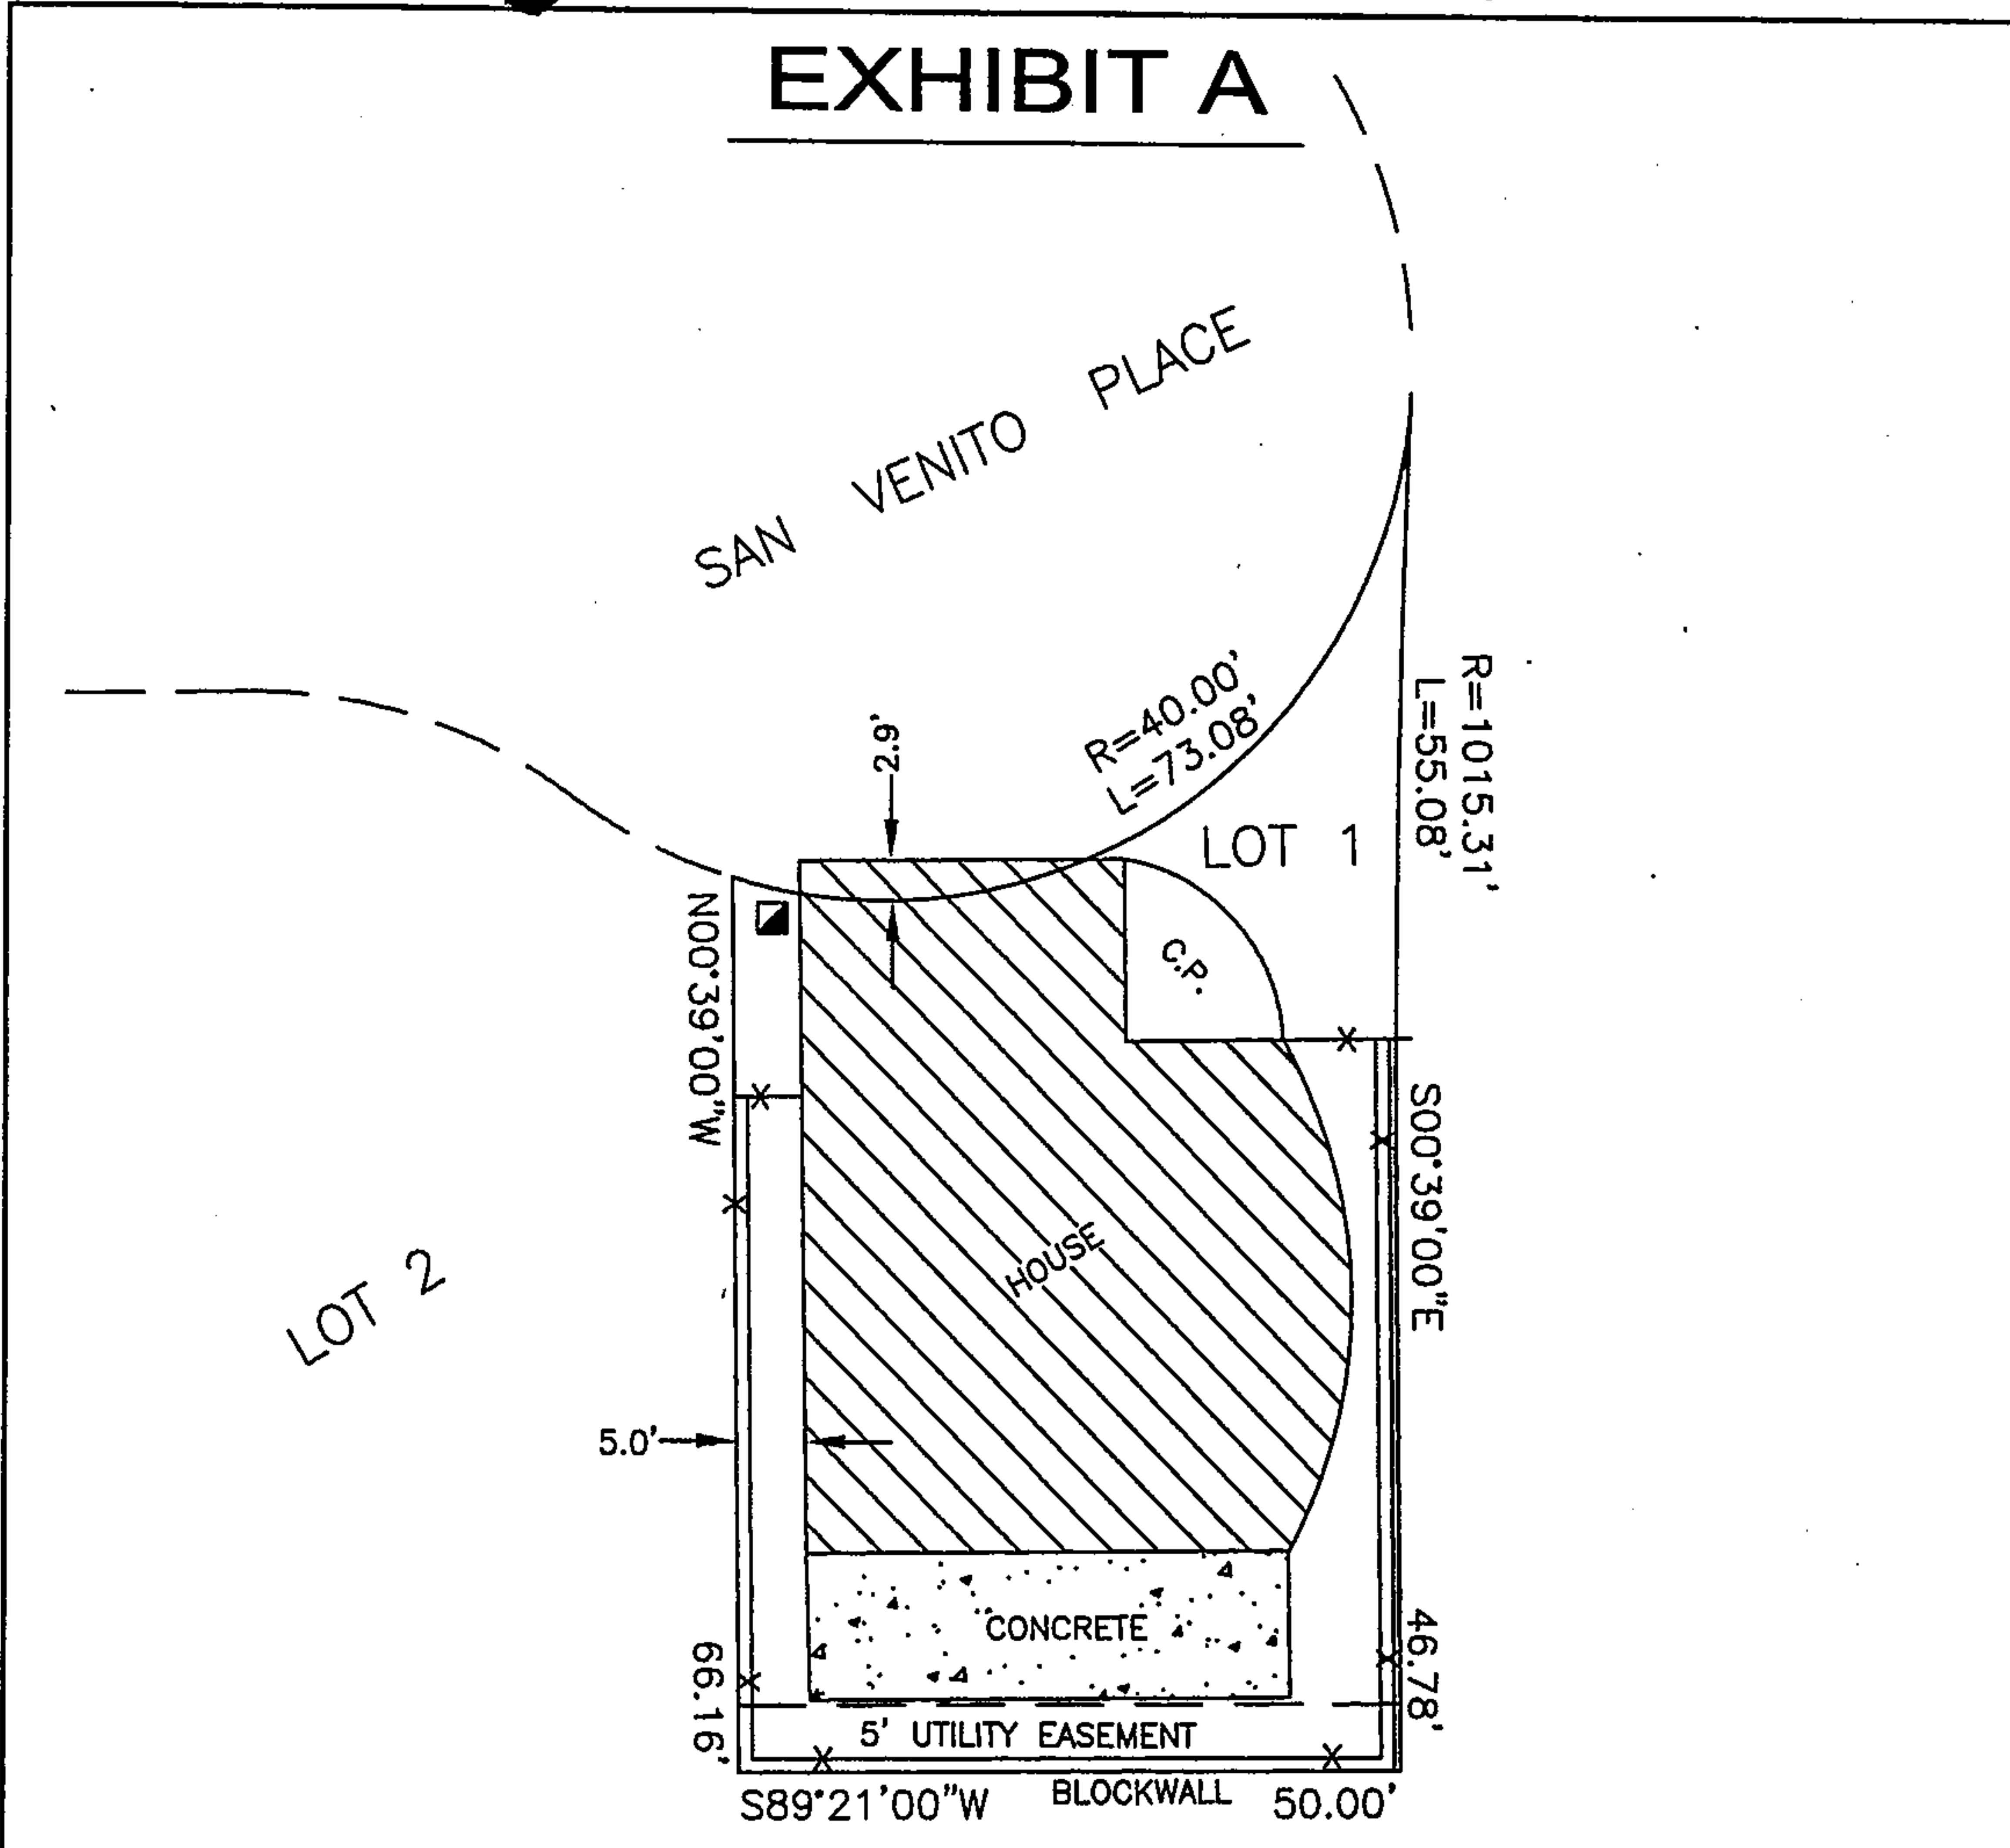 EXHIBIT A
SAN VENITO PLACE
R=40.00'
L=73.08'
R=1015.31'
L=55.08'
2.9'
LOT 1
C.P.
N00°39'00"W
66.16'
S00°39'00"E
46.78'
HOUSE
LOT 2
5.0'
CONCRETE
5' UTILITY EASEMENT
S89°21'00"W
BLOCKWALL
50.00'